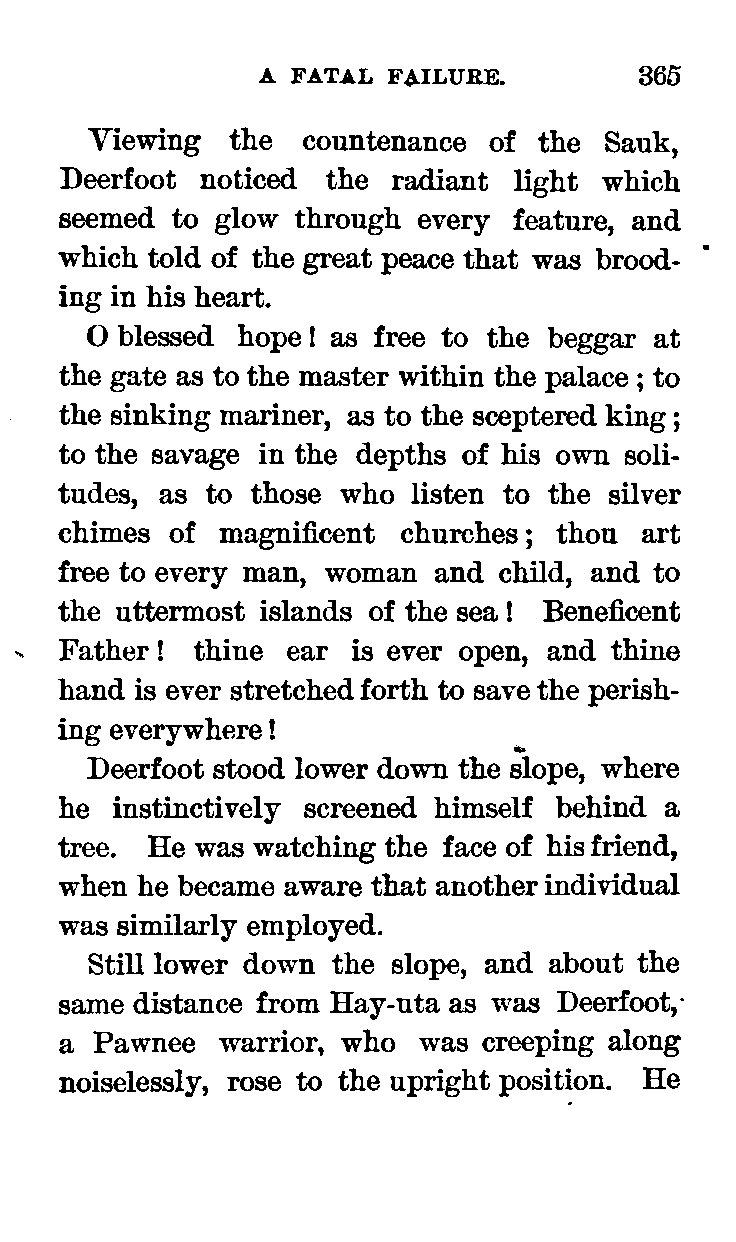 A FATAL FAILURE. 365
Viewing the countenance of the Sauk,
Deerfoot noticed the radiant light which
seemed to glow through every feature, and
which told of the great peace that was brood-
ing in his heart.
O blessed hope! as free to the beggar at
the gate as to the master within the palace; to
the sinking mariner, as to the sceptered king;
to the savage in the depths of his own soli-
tudes, as to those who listen to the silver
chimes of magnificent churches; thou art
free to every man, woman and child, and to
the uttermost islands of the sea! Beneficent
Father! thine ear is ever open, and thine
hand is ever stretched forth to save the perish-
ing everywhere!
Deerfoot stood lower down the slope, where
he instinctively screened himself behind a
tree. He was watching the face of his friend,
when he became aware that another individual
was similarly employed.
Still lower down the slope, and about the
same distance from Hay-uta as was Deerfoot,
a Pawnee warrior, who was creeping along
noiselessly, rose to the upright position. He